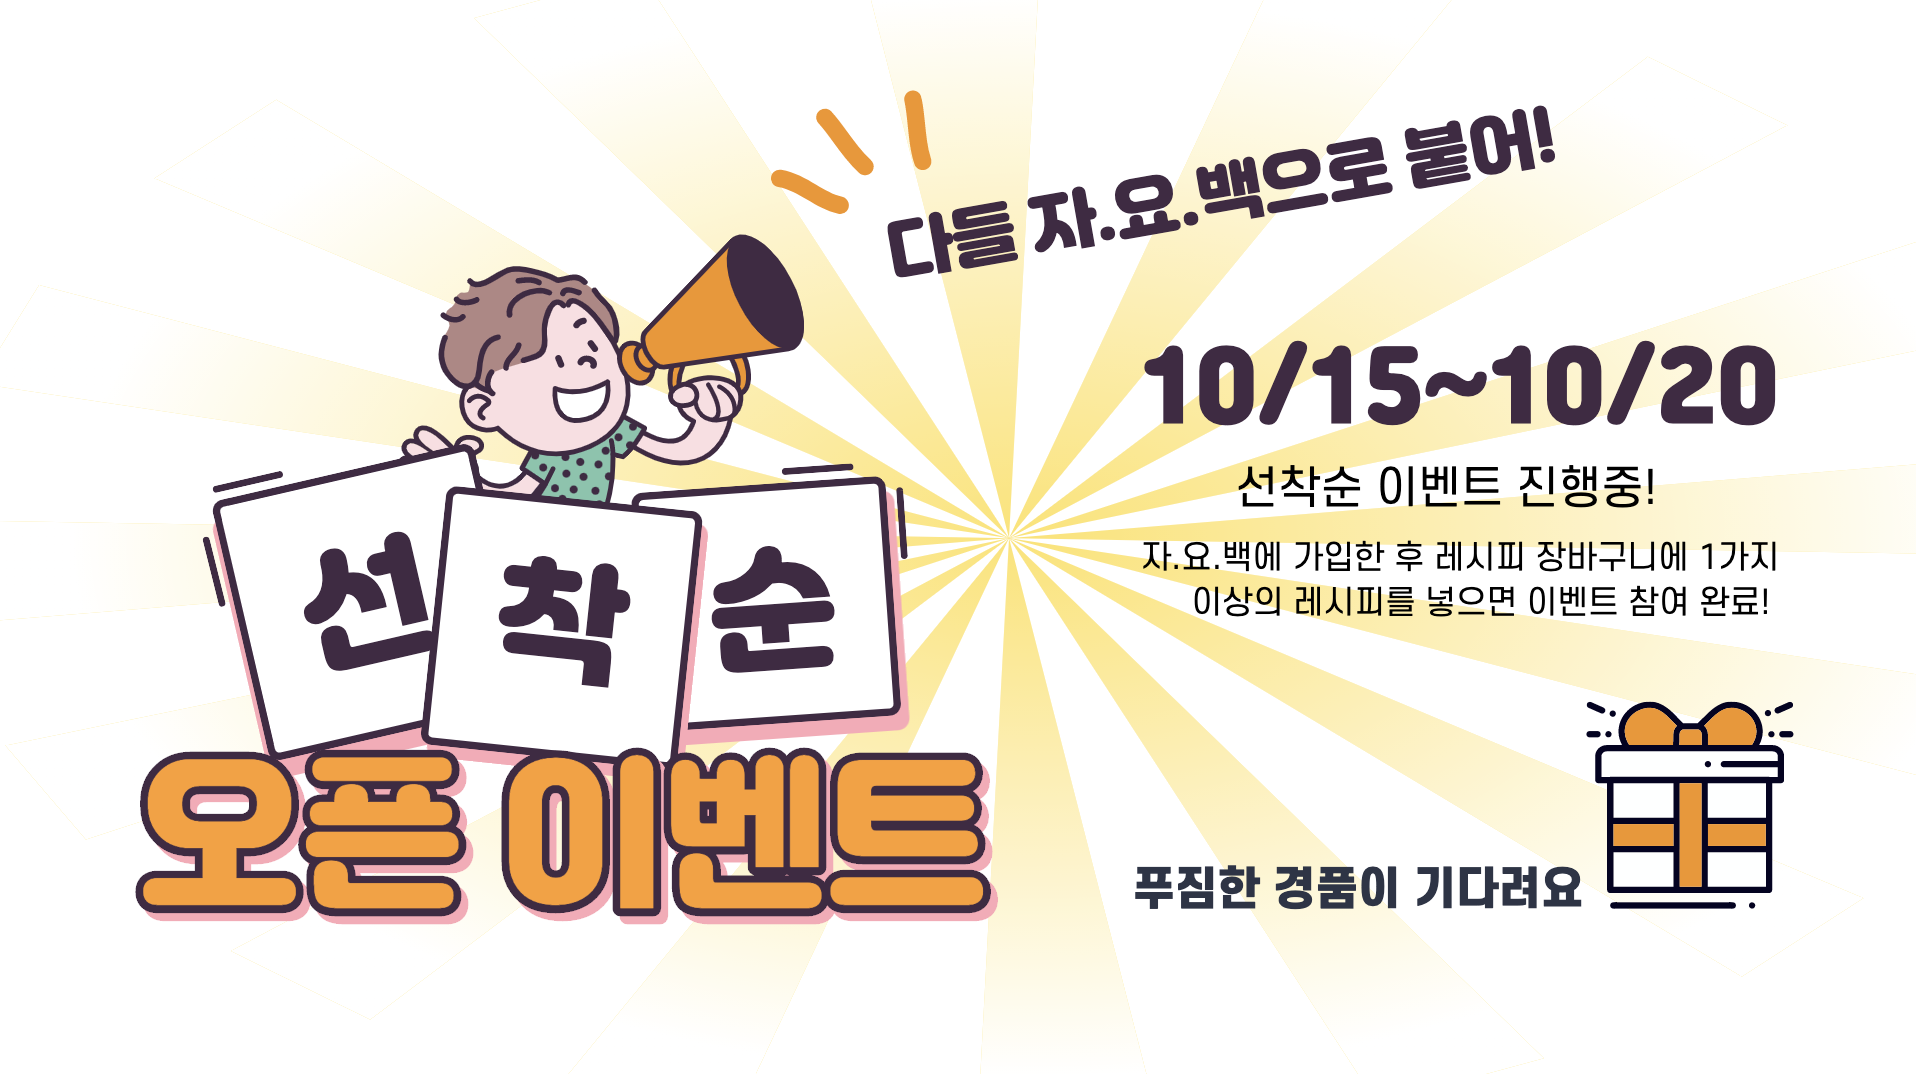 다들 자.요.백으로 붙어!
선착순
오픈 이벤트
10/15~10/20
선착순 이벤트 진행중!
자.요.백에 가입한 후 레시피 장바구니에 1가지
이상의 레시피를 넣으면 이벤트 참여 완료!
푸짐한 경품이 기다려요